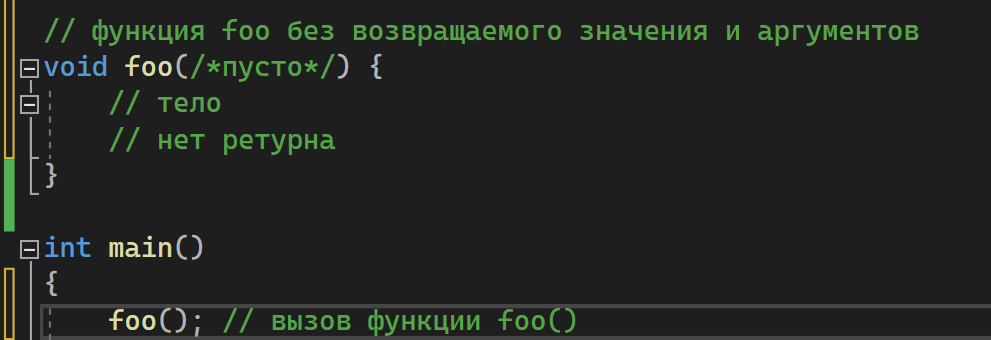 // функция foo без возвращаемого значения и аргументов
void foo(/*пусто*/) {
    // тело
    // нет ретурна
}
int main()
{
    foo(); // вызов функции foo()